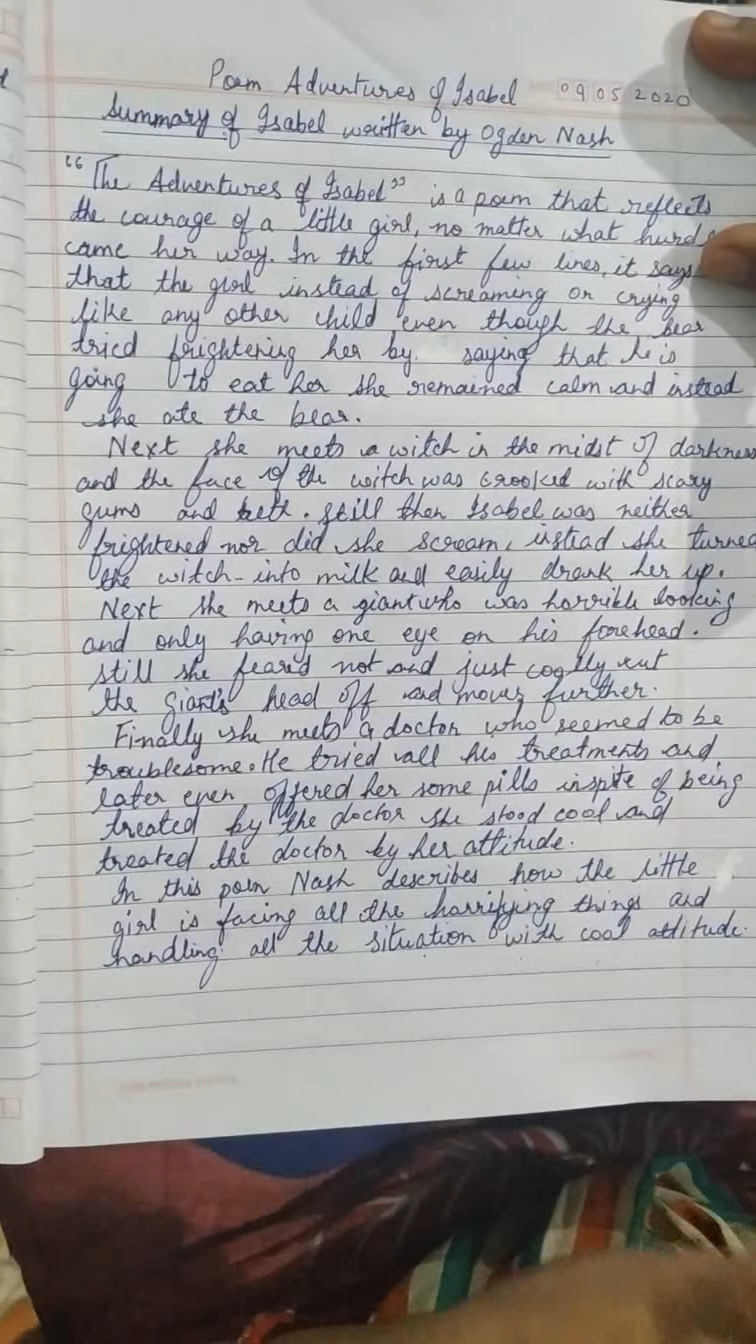 Poem Adventures of Isabel 09 05 2020
Summary of Isabel written by Ogden Nash
"The Adventures of Isabel" is a poem that reflects
the courage of a little girl, no matter what
came her way. In the first few lines, it says
that the girl instead of screaming or crying
like any other child even though the bear
tried frightening her by. saying that he is
going to eat her she remained calm and instead
she ate the bear.
Next she meets a witch in the midst of darkness
and the face of the witch was crooked with scary
gums and teeth. Still then Isabel was neither
frightened nor did she scream, instead she turned
the witch into milk and easily drank her up.
Next she meets a giant who was horrible looking
and only having one eye on his forehead.
still she feared not and just coolly cut
the giant's head off and moves further.
Finally she meets a doctor who seemed to be
troublesome. He tried all his treatments and
later even offered her some pills inspite of being
treated by the doctor she stood cool and
treated the doctor by her attitude.
In this poem Nash describes how the little
girl is facing all the horrifying things and
handling all the situation with cool attitude.